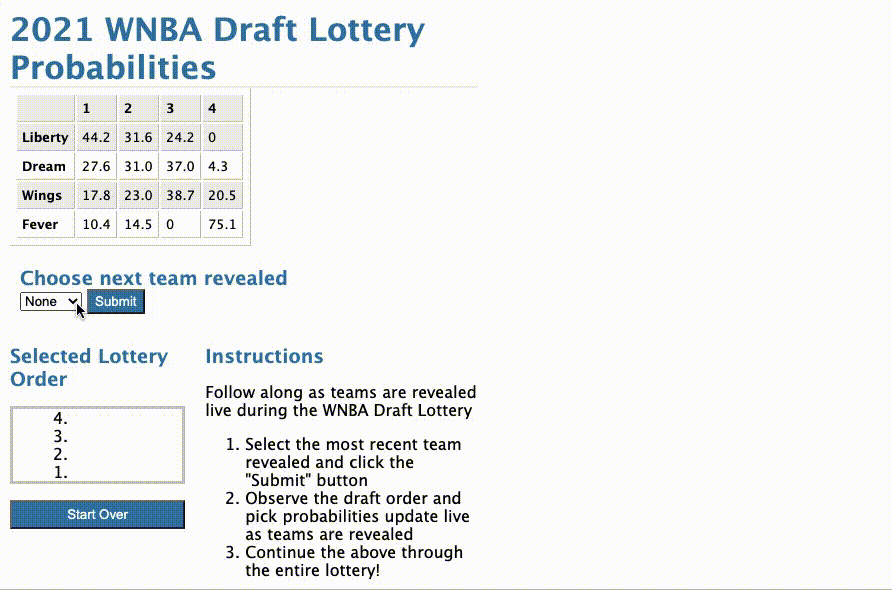 2021 WNBA Draft Lottery
Probabilities
1 2 3 4
Liberty 44.2 31.6 24.2 0
Dream 27.6 31.0 37.0 4.3
Wings 17.8 23.0 38.7 20.5
Fever 10.4 14.5 0 75.1
Choose next team revealed
None Submit
Selected Lottery
Order
4.
3.
2.
1.
Start Over
Instructions
Follow along as teams are revealed
live during the WNBA Draft Lottery
1. Select the most recent team
revealed and click the
"Submit" button
2. Observe the draft order and
pick probabilities update live
as teams are revealed
3. Continue the above through
the entire lottery!